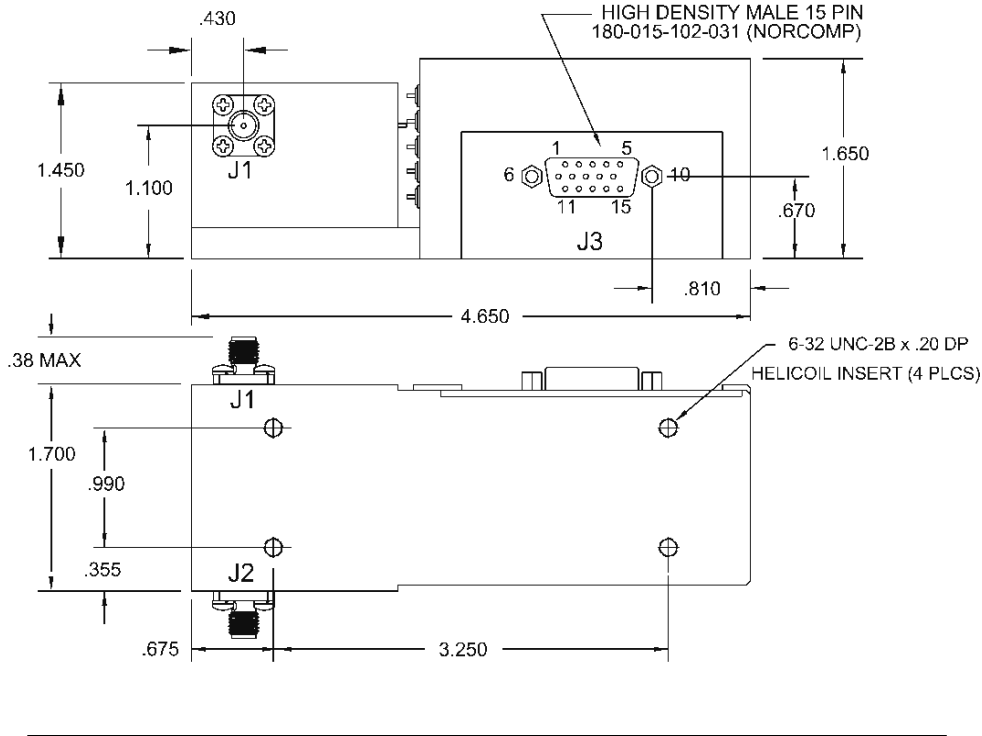 .430
HIGH DENSITY MALE 15 PIN
180-015-102-031 (NORCOMP)
J1
1.450
1.100
1 5
6 10
11 15
J3
1.650
.670
.810
4.650
.38 MAX
6-32 UNC-2B x .20 DP
HELICOIL INSERT (4 PLCS)
J1
1.700
.990
.355
J2
.675
3.250